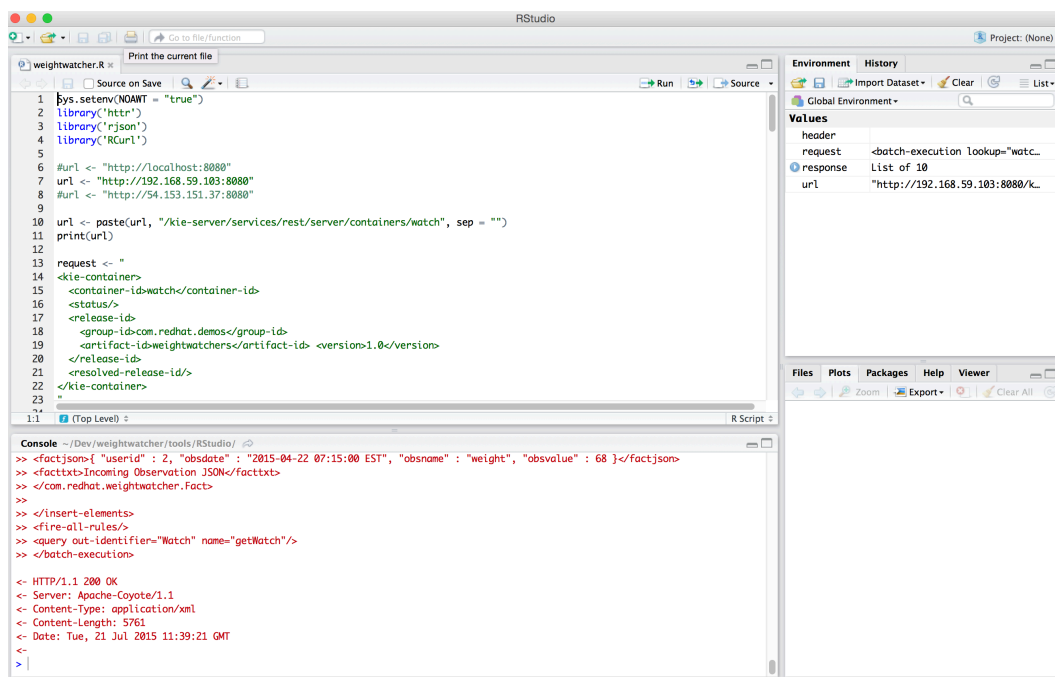 RStudio
Go to file/function
Project: (None)
Print the current file
weightwatcher.R
Source on Save
Run
Source
1 Sys.setenv(NOAWT = "true")
2 library('httr')
3 library('rjson')
4 library('RCurl')
5
6 #url <- "http://localhost:8080"
7 url <- "http://192.168.59.103:8080"
8 #url <- "http://54.153.151.37:8080"
9
10 url <- paste(url, "/kie-server/services/rest/server/containers/watch", sep = "")
11 print(url)
12
13 request <- "
14 <kie-container>
15 <container-id>watch</container-id>
16 <status/>
17 <release-id>
18 <group-id>com.redhat.demos</group-id>
19 <artifact-id>weightwatchers</artifact-id> <version>1.0</version>
20 </release-id>
21 <resolved-release-id/>
22 </kie-container>
23 "
24
1:1 (Top Level) R Script
Console ~/Dev/weightwatcher/tools/RStudio/
>> <factjson>{ "userid" : 2, "obsdate" : "2015-04-22 07:15:00 EST", "obsname" : "weight", "obsvalue" : 68 }</factjson>
>> <facttxt>Incoming Observation JSON</facttxt>
>> </com.redhat.weightwatcher.Fact>
>>
>> </insert-elements>
>> <fire-all-rules/>
>> <query out-identifier="Watch" name="getWatch"/>
>> </batch-execution>
<- HTTP/1.1 200 OK
<- Server: Apache-Coyote/1.1
<- Content-Type: application/xml
<- Content-Length: 5761
<- Date: Tue, 21 Jul 2015 11:39:21 GMT
<-
>
Environment History
Import Dataset Clear List
Global Environment
Values
header
request <batch-execution lookup="watc…
response List of 10
url "http://192.168.59.103:8080/k…
Files Plots Packages Help Viewer
Zoom Export Clear All